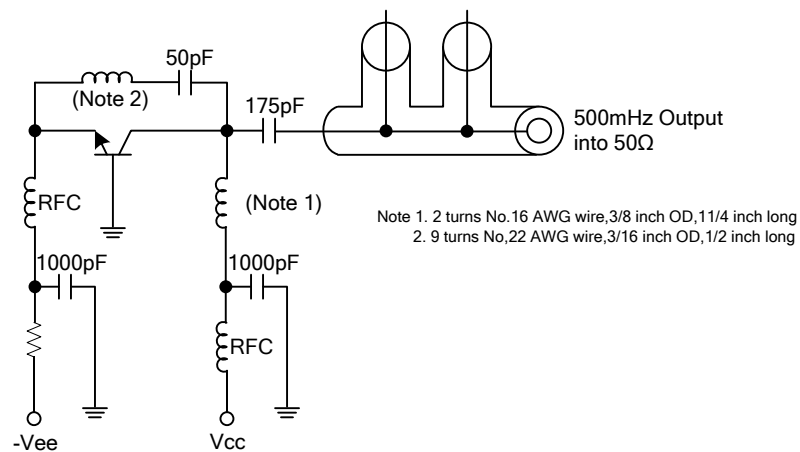 50pF
(Note 2)
175pF
500mHz Output
into 50Ω
RFC
(Note 1)
Note 1. 2 turns No.16 AWG wire,3/8 inch OD,11/4 inch long
2. 9 turns No,22 AWG wire,3/16 inch OD,1/2 inch long
1000pF
1000pF
RFC
-Vee
Vcc